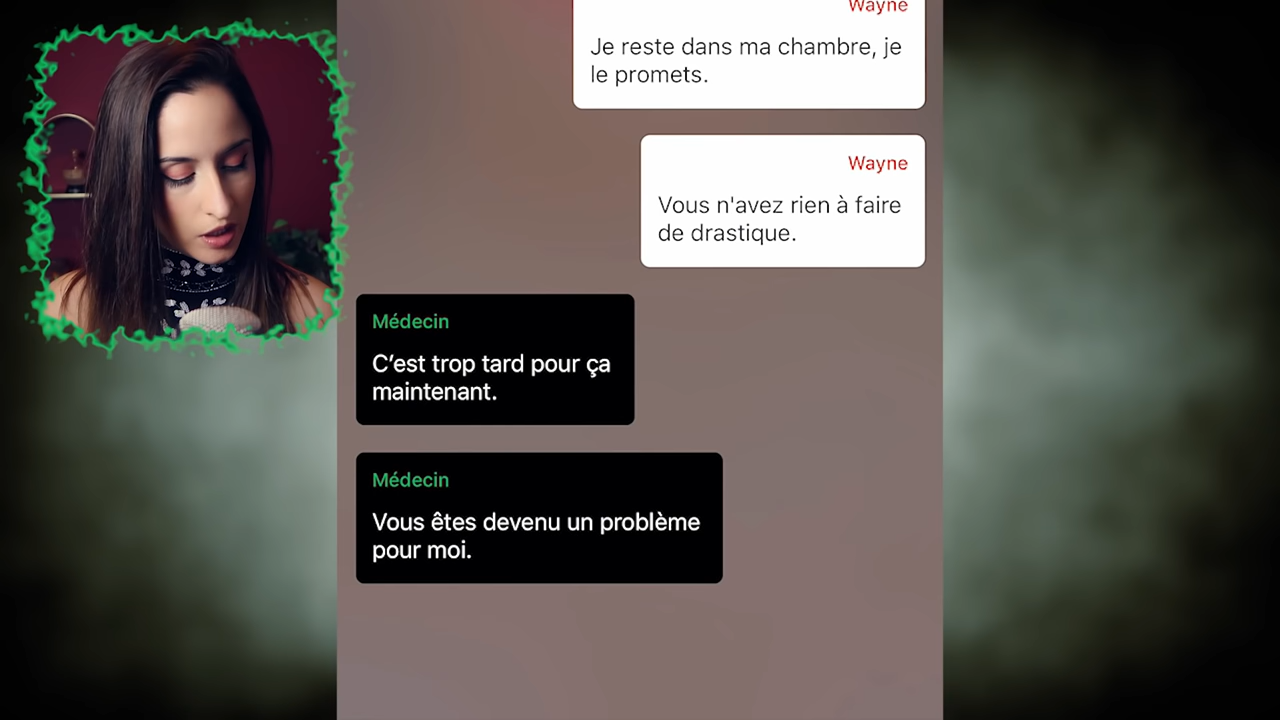 Wayne
Je reste dans ma chambre, je
le promets.
Wayne
Vous n'avez rien à faire
de drastique.
Médecin
C’est trop tard pour ça
maintenant.
Médecin
Vous êtes devenu un problème
pour moi.